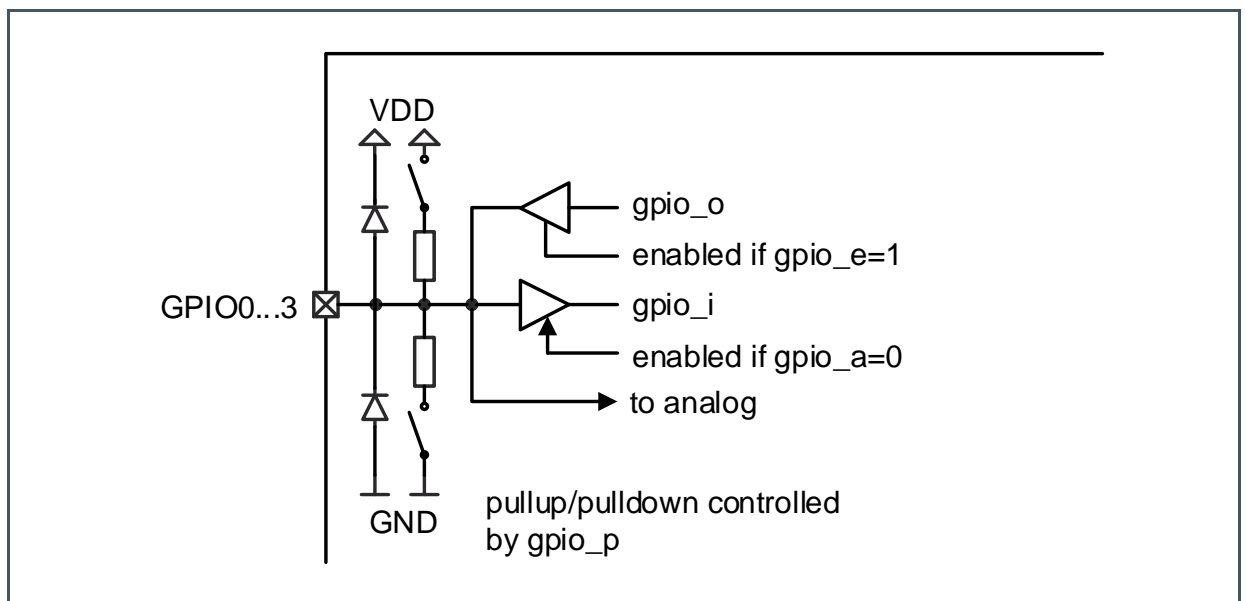 VDD
gpio_o
enabled if gpio_e=1
GPIO0...3
gpio_i
enabled if gpio_a=0
to analog
GND
pullup/pulldown controlled
by gpio_p